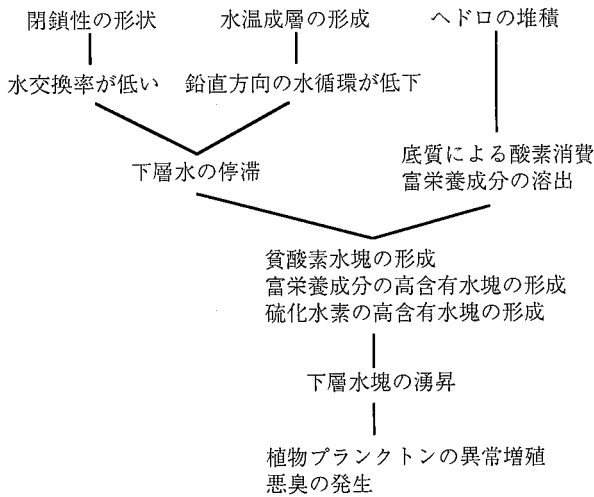 閉鎖性の形状
水温成層の形成
ヘドロの堆積
水交換率が低い
鉛直方向の水循環が低下
下層水の停滞
底質による酸素消費
富栄養成分の溶出
貧酸素水塊の形成
富栄養成分の高含有水塊の形成
硫化水素の高含有水塊の形成
下層水塊の湧昇
植物プランクトンの異常増殖
悪臭の発生